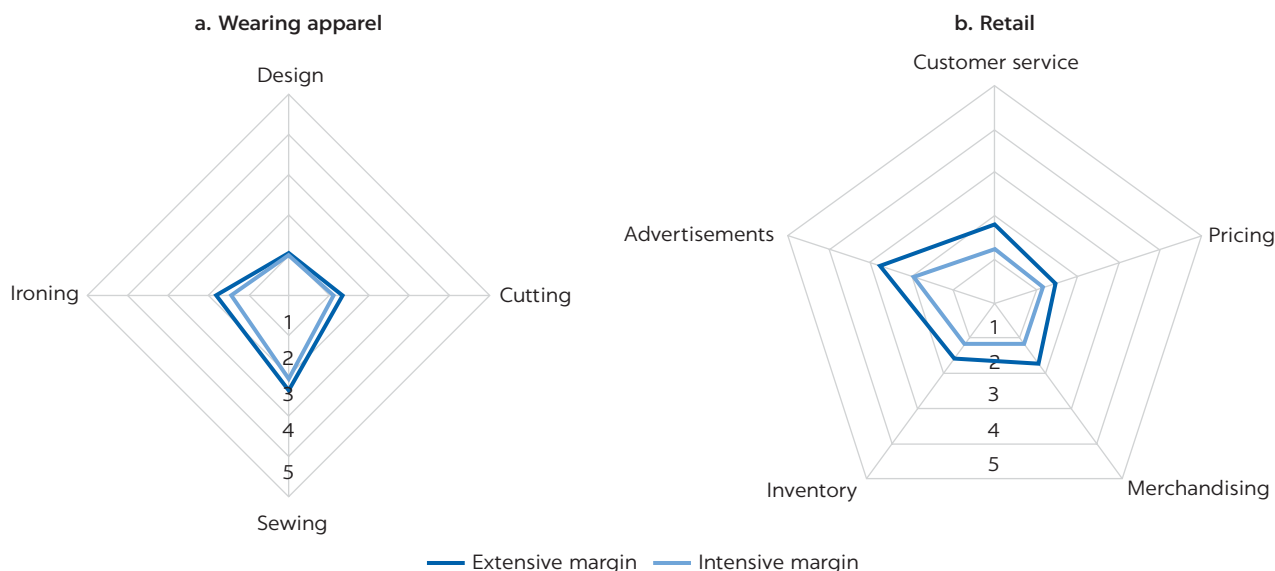 a. Wearing apparel
Design
Ironing
Cutting
1
2
3
4
5
Sewing
b. Retail
Customer service
Advertisements
Pricing
1
2
3
4
5
Inventory
Merchandising
Extensive margin
Intensive margin